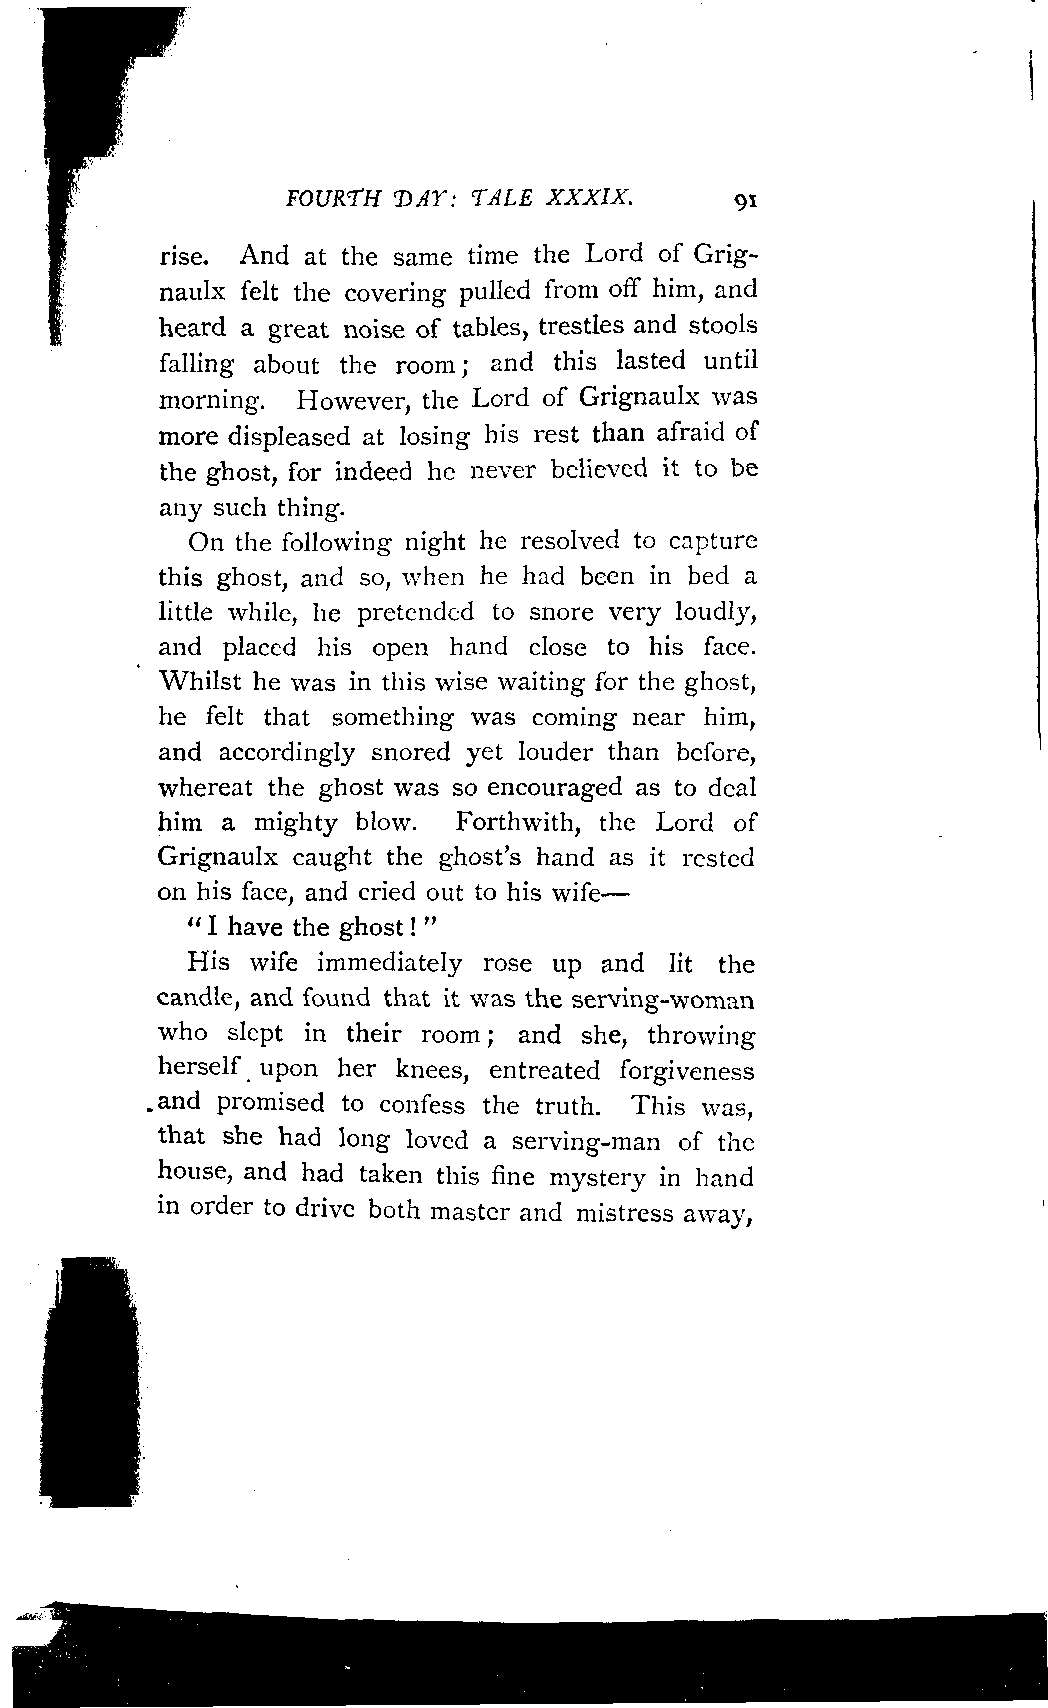 FOURTH DAY: TALE XXXIX. 91
rise. And at the same time the Lord of Grig-
naulx felt the covering pulled from off him, and
heard a great noise of tables, trestles and stools
falling about the room; and this lasted until
morning. However, the Lord of Grignaulx was
more displeased at losing his rest than afraid of
the ghost, for indeed he never believed it to be
any such thing.
On the following night he resolved to capture
this ghost, and so, when he had been in bed a
little while, he pretended to snore very loudly,
and placed his open hand close to his face.
Whilst he was in this wise waiting for the ghost,
he felt that something was coming near him,
and accordingly snored yet louder than before,
whereat the ghost was so encouraged as to deal
him a mighty blow. Forthwith, the Lord of
Grignaulx caught the ghost's hand as it rested
on his face, and cried out to his wife—
"I have the ghost!"
His wife immediately rose up and lit the
candle, and found that it was the serving-woman
who slept in their room; and she, throwing
herself upon her knees, entreated forgiveness
and promised to confess the truth. This was,
that she had long loved a serving-man of the
house, and had taken this fine mystery in hand
in order to drive both master and mistress away,